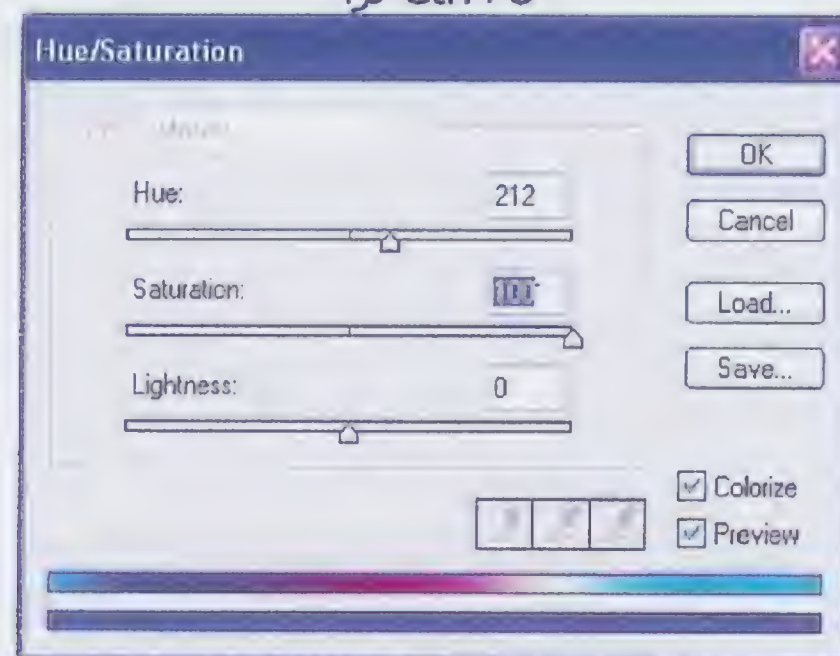 Hue/Saturation
Hue: 212
Saturation:
Lightness: 0
OK
Cancel
Load...
Save...
Colorize
Preview